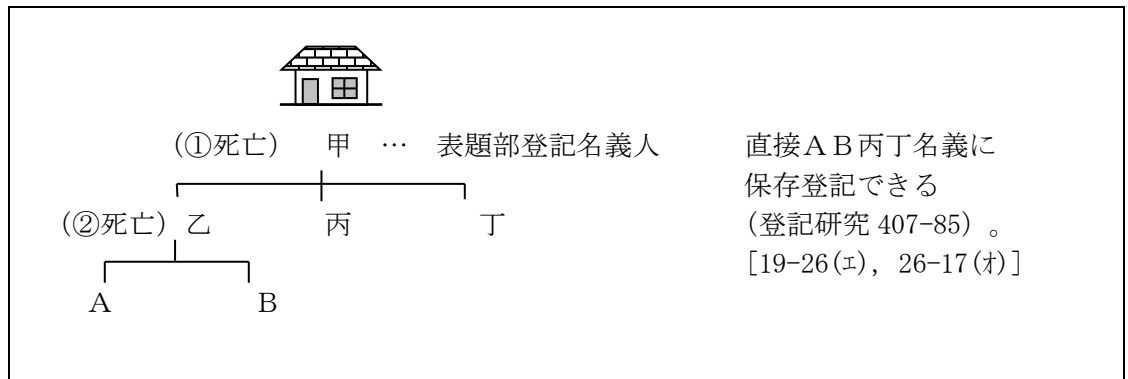 (①死亡) 甲 … 表題部登記名義人
直接ＡＢ丙丁名義に
保存登記できる
(登記研究 407-85) 。
[19-26(ｴ), 26-17(ｵ)]
(②死亡) 乙 丙 丁
Ａ Ｂ